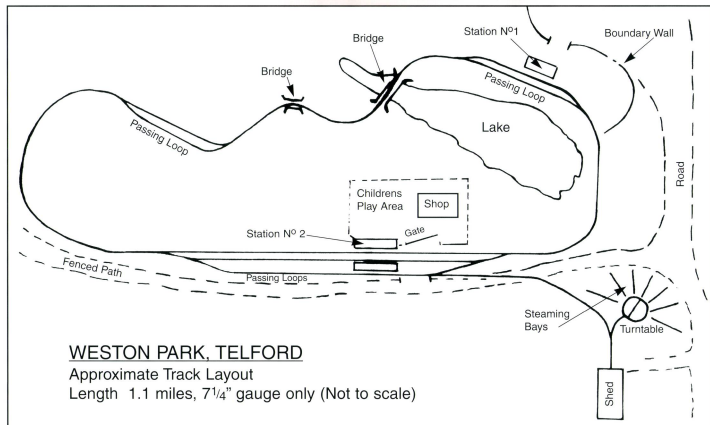 Station Nº1
Boundary Wall
Bridge
Bridge
Passing Loop
Passing Loop
Lake
Road
Childrens
Play Area
Shop
Gate
Station Nº 2
Fenced Path
Passing Loops
Steaming
Bays
Turntable
Shed
WESTON PARK, TELFORD
Approximate Track Layout
Length 1.1 miles, 7¼" gauge only (Not to scale)